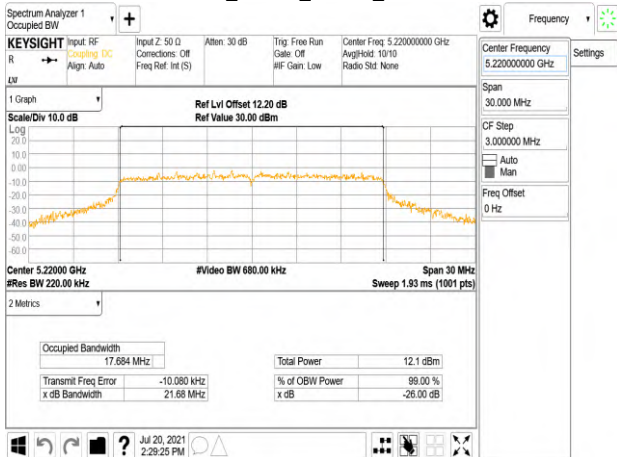 Spectrum Analyzer 1
Occupied BW
Frequency
KEYSIGHT
R
Input: RF
Coupling: DC
Align: Auto
Input Z: 50 Ω
Corrections: Off
Freq Ref: Int (S)
Atten: 30 dB
Trig: Free Run
Gate: Off
#IF Gain: Low
Center Freq: 5.220000000 GHz
Avg|Hold: 10/10
Radio Std: None
Center Frequency
5.220000000 GHz
Settings
Span
30.000 MHz
CF Step
3.000000 MHz
Auto
Man
Freq Offset
0 Hz
1 Graph
Scale/Div 10.0 dB
Ref Lvl Offset 12.20 dB
Ref Value 30.00 dBm
Log
20.0
10.0
0.00
-10.0
-20.0
-30.0
-40.0
-50.0
-60.0
Center 5.22000 GHz
#Video BW 680.00 kHz
Span 30 MHz
#Res BW 220.00 kHz
Sweep 1.93 ms (1001 pts)
2 Metrics
Occupied Bandwidth
17.684 MHz
Total Power 12.1 dBm
Transmit Freq Error -10.080 kHz
% of OBW Power 99.00 %
x dB Bandwidth 21.68 MHz
x dB -26.00 dB
?
Jul 20, 2021
2:29:25 PM